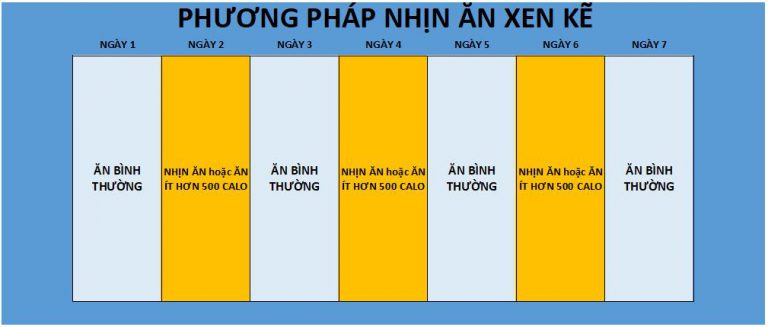 PHƯƠNG PHÁP NHỊN ĂN XEN KẼ
NGÀY 1 NGÀY 2 NGÀY 3 NGÀY 4 NGÀY 5 NGÀY 6 NGÀY 7
ĂN BÌNH
THƯỜNG
NHỊN ĂN hoặc ĂN
ÍT HƠN 500 CALO
ĂN BÌNH
THƯỜNG
NHỊN ĂN hoặc ĂN
ÍT HƠN 500 CALO
ĂN BÌNH
THƯỜNG
NHỊN ĂN hoặc ĂN
ÍT HƠN 500 CALO
ĂN BÌNH
THƯỜNG